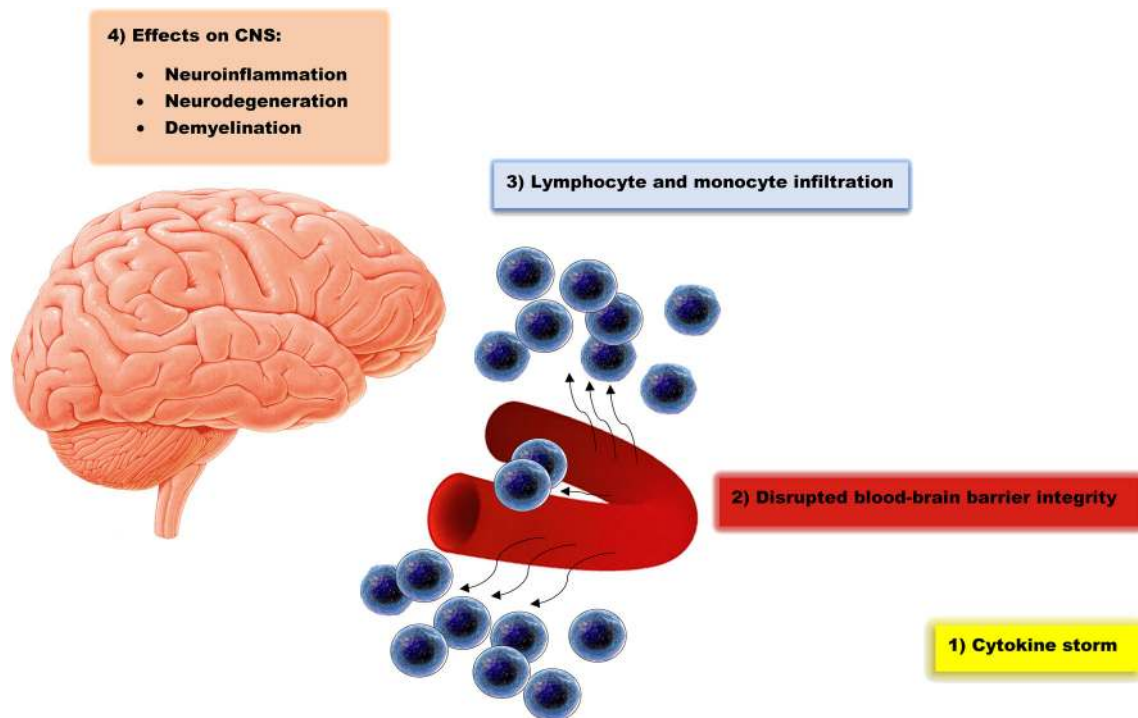 4) Effects on CNS:
• Neuroinflammation
• Neurodegeneration
• Demyelination
3) Lymphocyte and monocyte infiltration
2) Disrupted blood-brain barrier integrity
1) Cytokine storm